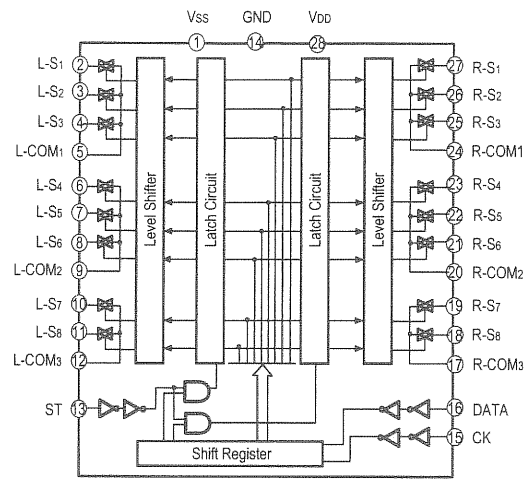 VSS GND VDD
1 14 28
L-S1 2 27 R-S1
L-S2 3 26 R-S2
L-S3 4 25 R-S3
L-COM1 5 24 R-COM1
L-S4 6 23 R-S4
L-S5 7 22 R-S5
L-S6 8 21 R-S6
L-COM2 9 20 R-COM2
L-S7 10 19 R-S7
L-S8 11 18 R-S8
L-COM3 12 17 R-COM3
Level Shifter
Latch Circuit
Latch Circuit
Level Shifter
ST 13 16 DATA
15 CK
Shift Register